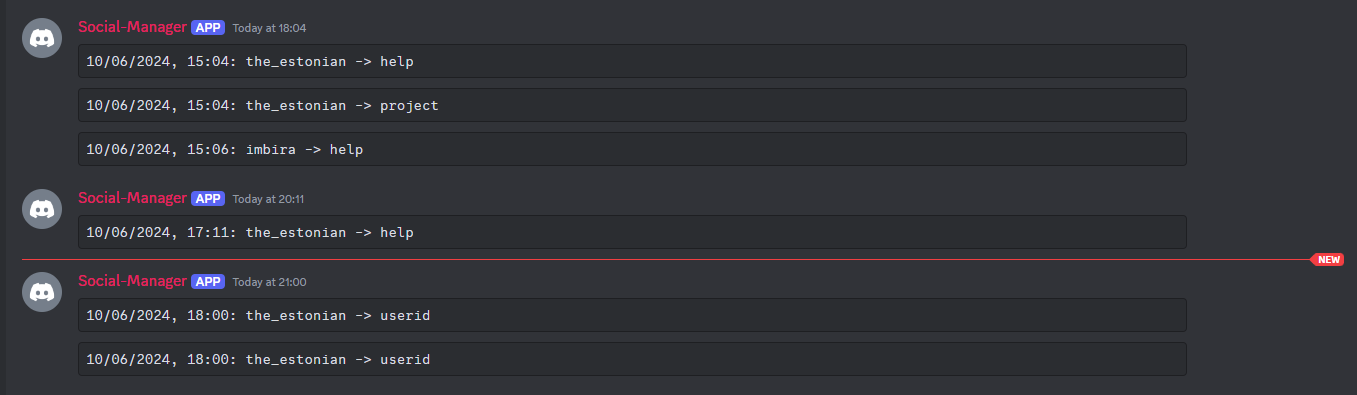 Social-Manager APP Today at 18:04
10/06/2024, 15:04: the_estonian -> help
10/06/2024, 15:04: the_estonian -> project
10/06/2024, 15:06: imbira -> help
Social-Manager APP Today at 20:11
10/06/2024, 17:11: the_estonian -> help
NEW
Social-Manager APP Today at 21:00
10/06/2024, 18:00: the_estonian -> userid
10/06/2024, 18:00: the_estonian -> userid